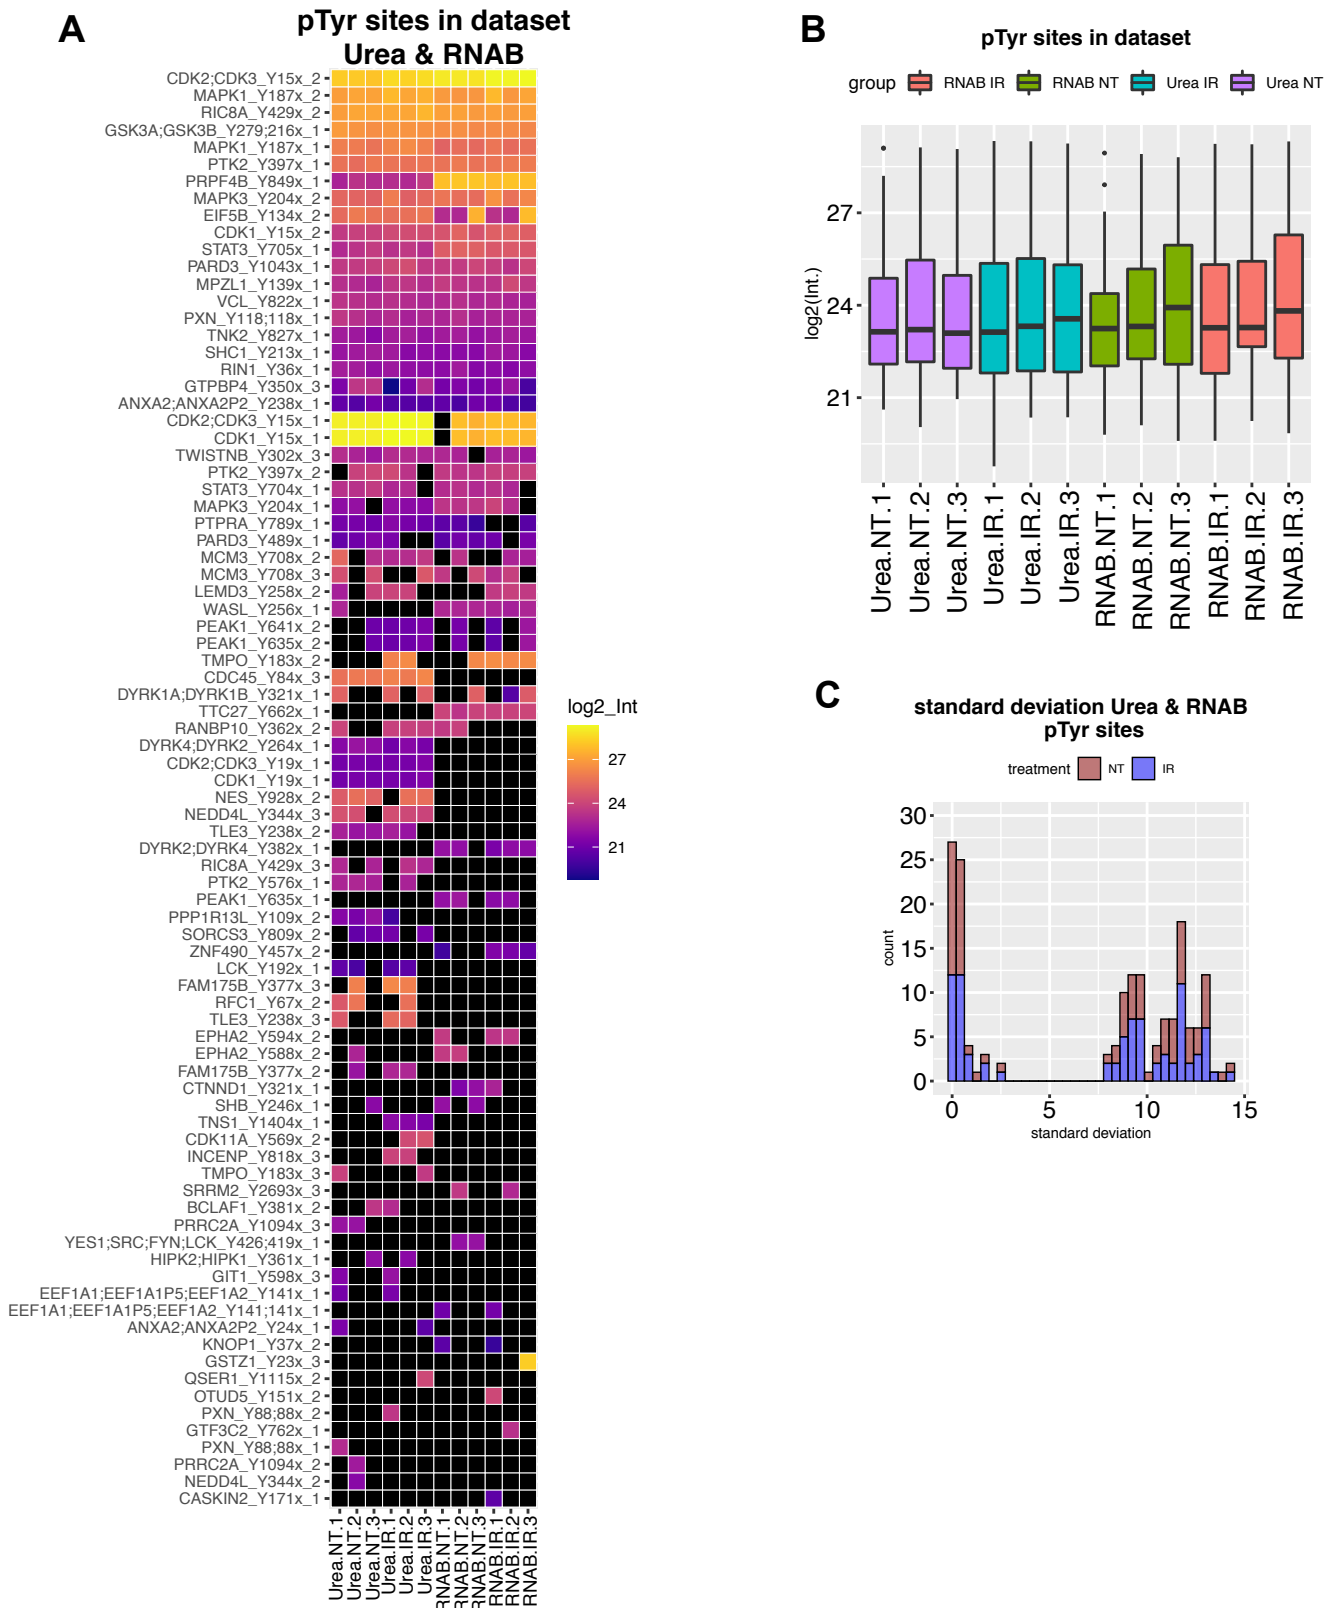 A
pTyr sites in dataset
Urea & RNAB
CDK2;CDK3_Y15x_2
MAPK1_Y187x_2
RIC8A_Y429x_2
GSK3A;GSK3B_Y279;216x_1
MAPK1_Y187x_1
PTK2_Y397x_1
PRPF4B_Y849x_1
MAPK3_Y204x_2
EIF5B_Y134x_2
CDK1_Y15x_2
STAT3_Y705x_1
PARD3_Y1043x_1
MPZL1_Y139x_1
VCL_Y822x_1
PXN_Y118;118x_1
TNK2_Y827x_1
SHC1_Y213x_1
RIN1_Y36x_1
GTPBP4_Y350x_3
ANXA2;ANXA2P2_Y238x_1
CDK2;CDK3_Y15x_1
CDK1_Y15x_1
TWISTNB_Y302x_3
PTK2_Y397x_2
STAT3_Y704x_1
MAPK3_Y204x_1
PTPRA_Y789x_1
PARD3_Y489x_1
MCM3_Y708x_2
MCM3_Y708x_3
LEMD3_Y258x_2
WASL_Y256x_1
PEAK1_Y641x_2
PEAK1_Y635x_2
TMPO_Y183x_2
CDC45_Y84x_3
DYRK1A;DYRK1B_Y321x_1
TTC27_Y662x_1
RANBP10_Y362x_2
DYRK4;DYRK2_Y264x_1
CDK2;CDK3_Y19x_1
CDK1_Y19x_1
NES_Y928x_2
NEDD4L_Y344x_3
TLE3_Y238x_2
DYRK2;DYRK4_Y382x_1
RIC8A_Y429x_3
PTK2_Y576x_1
PEAK1_Y635x_1
PPP1R13L_Y109x_2
SORCS3_Y809x_2
ZNF490_Y457x_2
LCK_Y192x_1
FAM175B_Y377x_3
RFC1_Y67x_2
TLE3_Y238x_3
EPHA2_Y594x_2
EPHA2_Y588x_2
FAM175B_Y377x_2
CTNND1_Y321x_1
SHB_Y246x_1
TNS1_Y1404x_1
CDK11A_Y569x_2
INCENP_Y818x_3
TMPO_Y183x_3
SRRM2_Y2693x_3
BCLAF1_Y381x_2
PRRC2A_Y1094x_3
YES1;SRC;FYN;LCK_Y426;419x_1
HIPK2;HIPK1_Y361x_1
GIT1_Y598x_3
EEF1A1;EEF1A1P5;EEF1A2_Y141x_1
EEF1A1;EEF1A1P5;EEF1A2_Y141;141x_1
ANXA2;ANXA2P2_Y24x_1
KNOP1_Y37x_2
GSTZ1_Y23x_3
QSER1_Y1115x_2
OTUD5_Y151x_2
PXN_Y88;88x_2
GTF3C2_Y762x_1
PXN_Y88;88x_1
PRRC2A_Y1094x_2
NEDD4L_Y344x_2
CASKIN2_Y171x_1
Urea.NT.1
Urea.NT.2
Urea.NT.3
Urea.IR.1
Urea.IR.2
Urea.IR.3
RNAB.NT.1
RNAB.NT.2
RNAB.NT.3
RNAB.IR.1
RNAB.IR.2
RNAB.IR.3
log2_Int
27
24
21
B
pTyr sites in dataset
group RNAB IR RNAB NT Urea IR Urea NT
log2(Int.)
27
24
21
Urea.NT.1
Urea.NT.2
Urea.NT.3
Urea.IR.1
Urea.IR.2
Urea.IR.3
RNAB.NT.1
RNAB.NT.2
RNAB.NT.3
RNAB.IR.1
RNAB.IR.2
RNAB.IR.3
C
standard deviation Urea & RNAB
pTyr sites
treatment NT IR
count
30
25
20
15
10
5
0
0 5 10 15
standard deviation